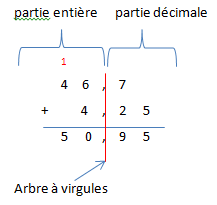 partie entière partie décimale
1
4 6 , 7
+ 4 , 2 5
5 0 , 9 5
Arbre à virgules